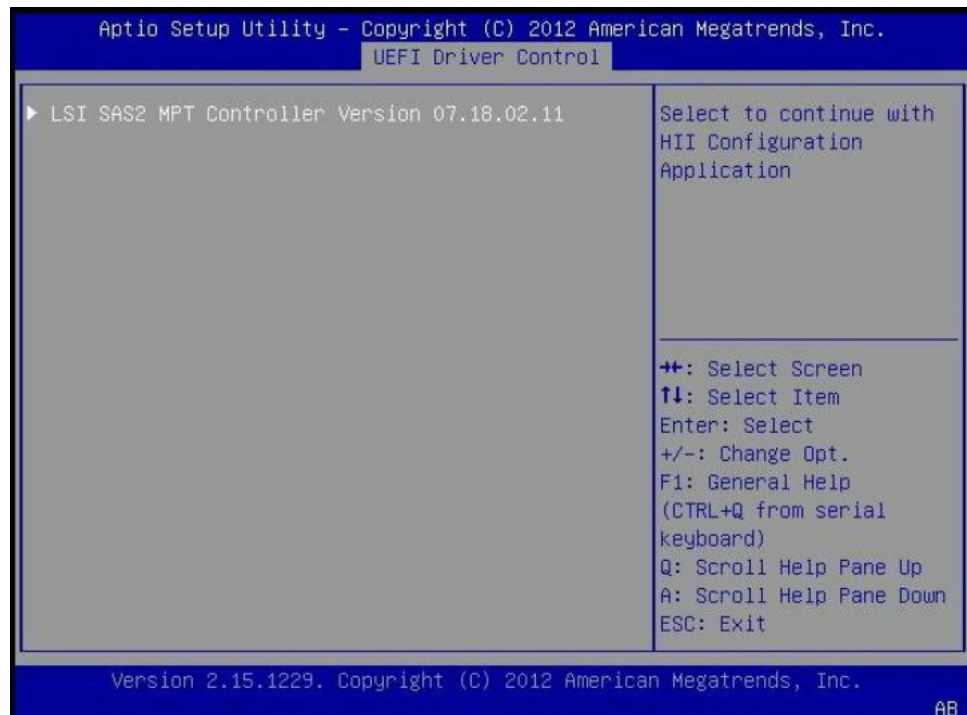 Aptio Setup Utility – Copyright (C) 2012 American Megatrends, Inc.
UEFI Driver Control
▶ LSI SAS2 MPT Controller Version 07.18.02.11
Select to continue with
HII Configuration
Application
→←: Select Screen
↑↓: Select Item
Enter: Select
+/-: Change Opt.
F1: General Help
(CTRL+Q from serial
keyboard)
Q: Scroll Help Pane Up
A: Scroll Help Pane Down
ESC: Exit
Version 2.15.1229. Copyright (C) 2012 American Megatrends, Inc.
AB